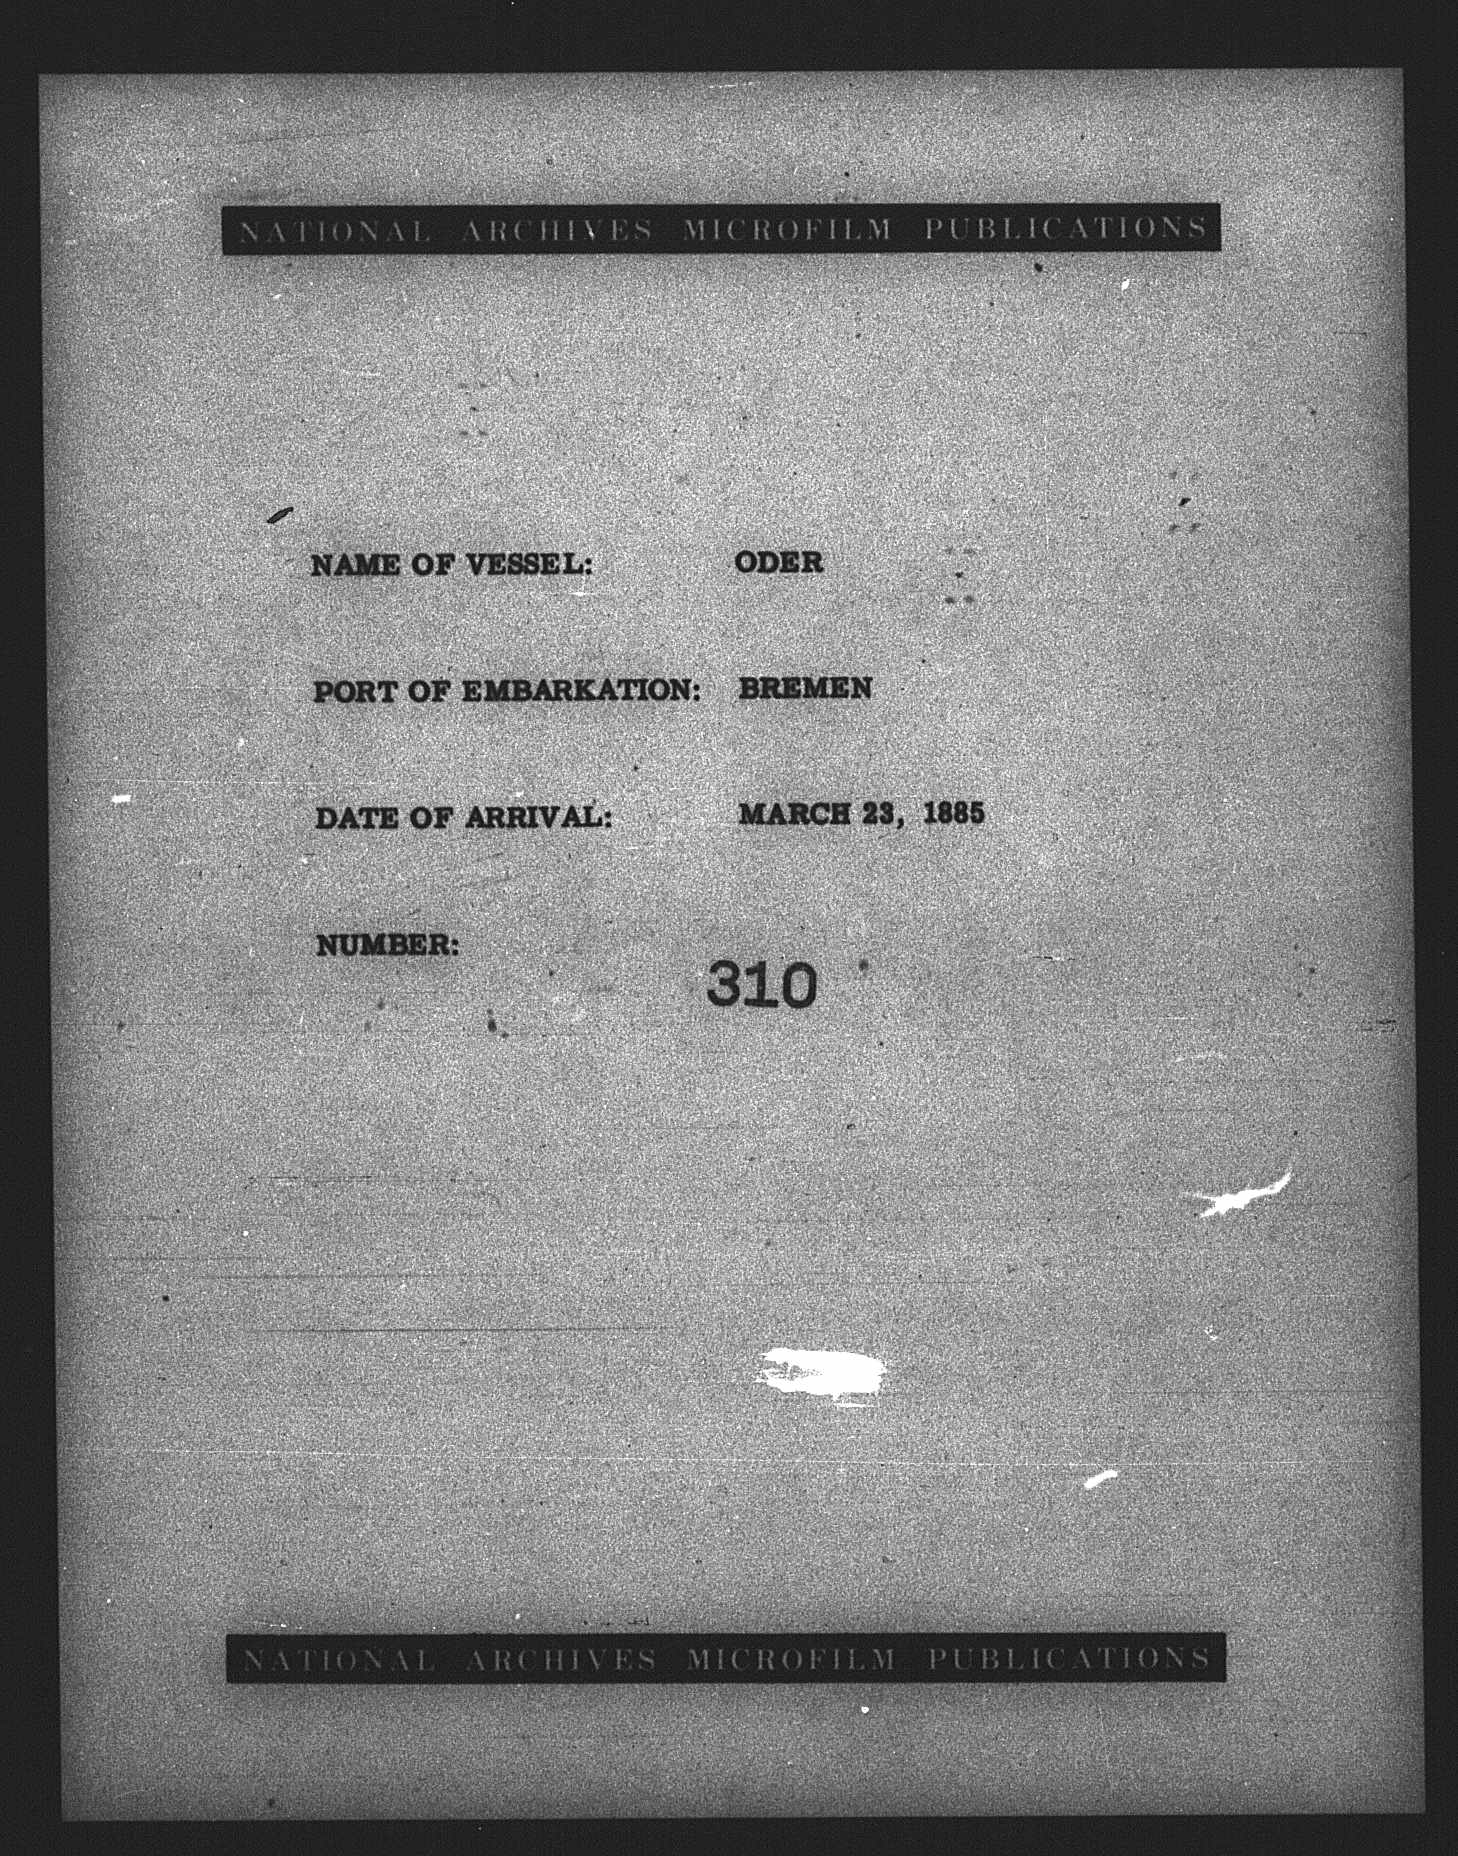 NATIONAL ARCHIVES MICROFILM PUBLICATIONS
NAME OF VESSEL: ODER
PORT OF EMBARKATION: BREMEN
DATE OF ARRIVAL: MARCH 23, 1885
NUMBER: 310
NATIONAL ARCHIVES MICROFILM PUBLICATIONS